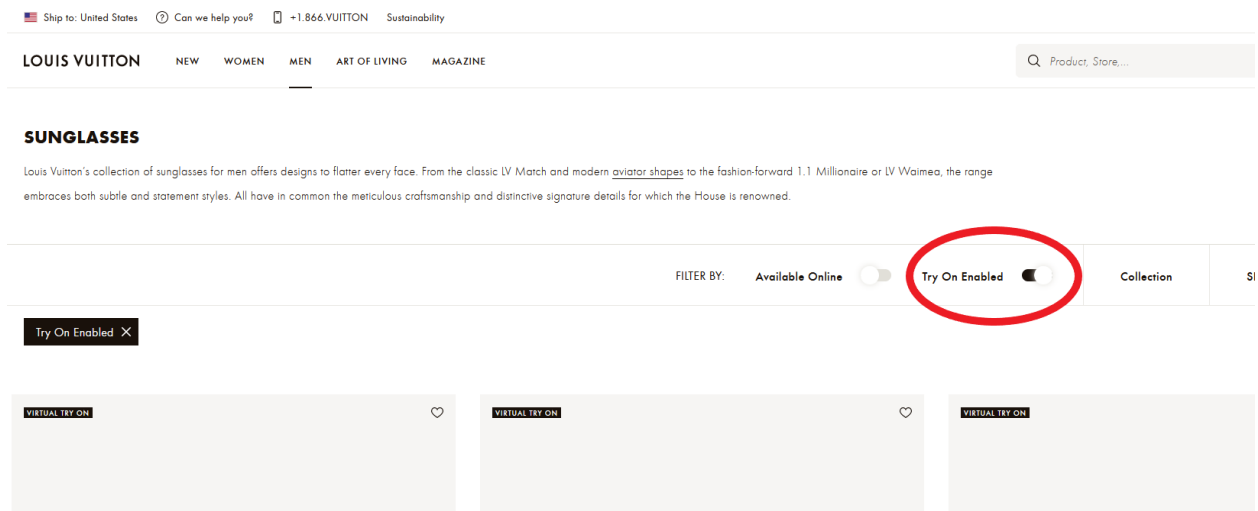 Ship to: United States Can we help you? +1.866.VUITTON Sustainability
LOUIS VUITTON NEW WOMEN MEN ART OF LIVING MAGAZINE Product, Store,...
SUNGLASSES
Louis Vuitton's collection of sunglasses for men offers designs to flatter every face. From the classic LV Match and modern aviator shapes to the fashion-forward 1.1 Millionaire or LV Waimea, the range
embraces both subtle and statement styles. All have in common the meticulous craftsmanship and distinctive signature details for which the House is renowned.
FILTER BY: Available Online Try On Enabled Collection
Try On Enabled
VIRTUAL TRY ON VIRTUAL TRY ON VIRTUAL TRY ON